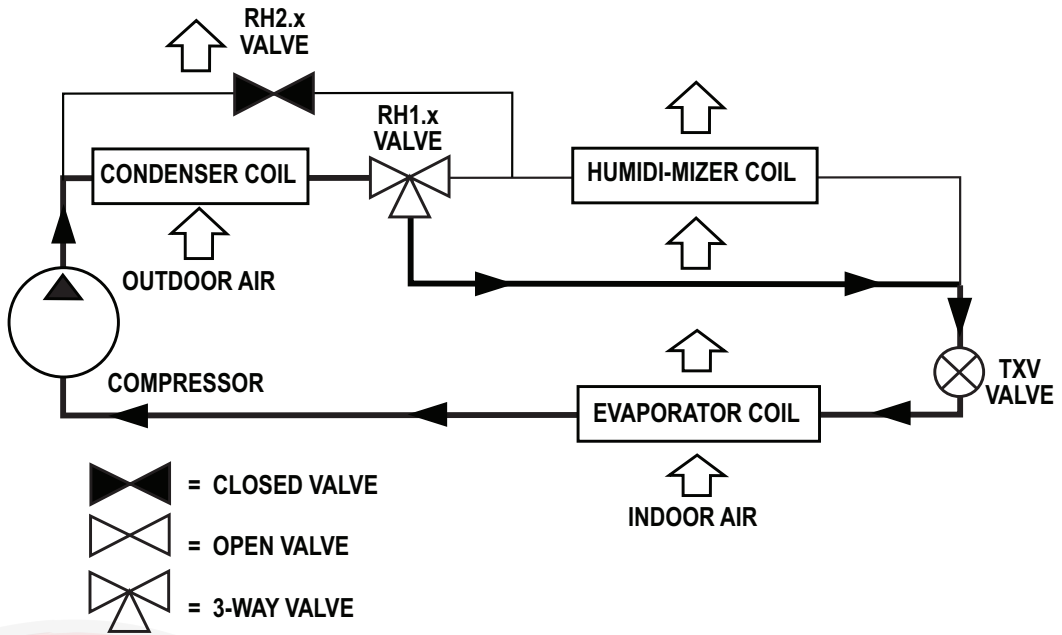 RH2.x
VALVE
RH1.x
VALVE
CONDENSER COIL
HUMIDI-MIZER COIL
OUTDOOR AIR
COMPRESSOR
TXV
VALVE
EVAPORATOR COIL
INDOOR AIR
= CLOSED VALVE
= OPEN VALVE
= 3-WAY VALVE